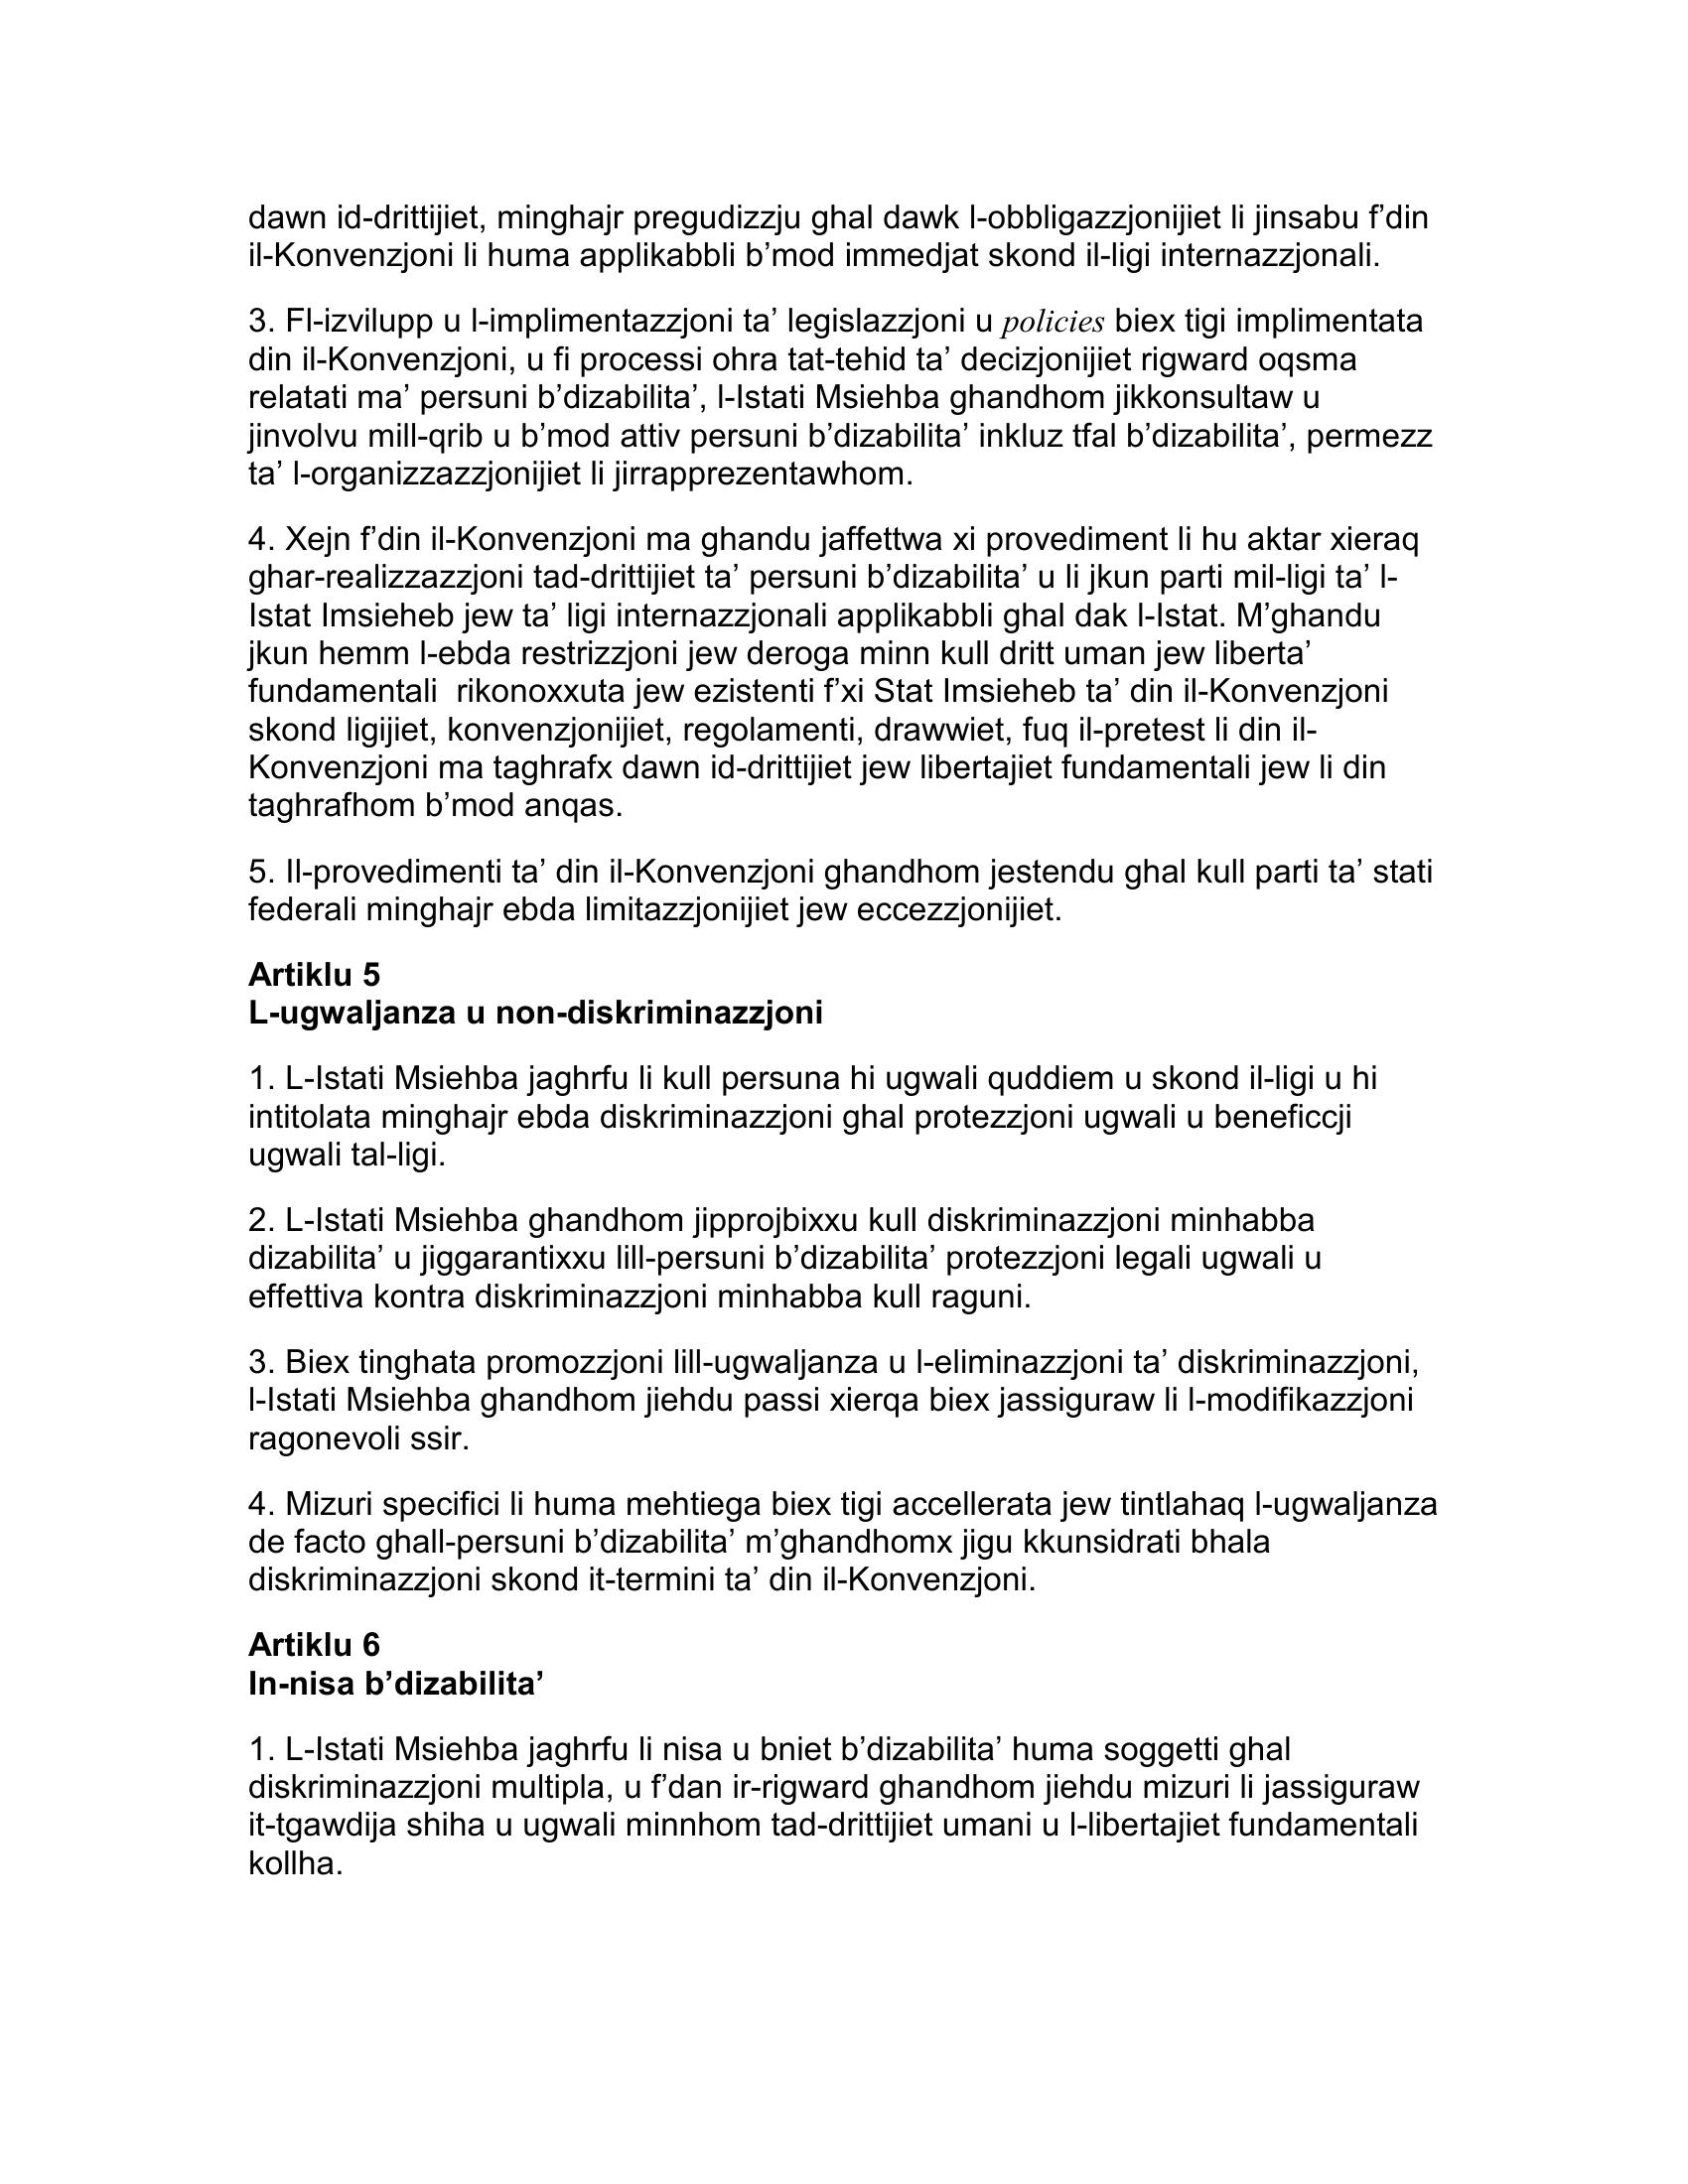 dawn id-drittijiet, minghajr pregudizzju ghal dawk l-obbligazzjonijiet li jinsabu f’din
il-Konvenzjoni li huma applikabbli b’mod immedjat skond il-ligi internazzjonali.
3. Fl-izvilupp u l-implimentazzjoni ta’ legislazzjoni u policies biex tigi implimentata
din il-Konvenzjoni, u fi processi ohra tat-tehid ta’ decizjonijiet rigward oqsma
relatati ma’ persuni b’dizabilita’, l-Istati Msiehba ghandhom jikkonsultaw u
jinvolvu mill-qrib u b’mod attiv persuni b’dizabilita’ inkluz tfal b’dizabilita’, permezz
ta’ l-organizzazzjonijiet li jirrapprezentawhom.
4. Xejn f’din il-Konvenzjoni ma ghandu jaffettwa xi provediment li hu aktar xieraq
ghar-realizzazzjoni tad-drittijiet ta’ persuni b’dizabilita’ u li jkun parti mil-ligi ta’ l-
Istat Imsieheb jew ta’ ligi internazzjonali applikabbli ghal dak l-Istat. M’ghandu
jkun hemm l-ebda restrizzjoni jew deroga minn kull dritt uman jew liberta’
fundamentali  rikonoxxuta jew ezistenti f’xi Stat Imsieheb ta’ din il-Konvenzjoni
skond ligijiet, konvenzjonijiet, regolamenti, drawwiet, fuq il-pretest li din il-
Konvenzjoni ma taghrafx dawn id-drittijiet jew libertajiet fundamentali jew li din
taghrafhom b’mod anqas.
5. Il-provedimenti ta’ din il-Konvenzjoni ghandhom jestendu ghal kull parti ta’ stati
federali minghajr ebda limitazzjonijiet jew eccezzjonijiet.
Artiklu 5
L-ugwaljanza u non-diskriminazzjoni
1. L-Istati Msiehba jaghrfu li kull persuna hi ugwali quddiem u skond il-ligi u hi
intitolata minghajr ebda diskriminazzjoni ghal protezzjoni ugwali u beneficcji
ugwali tal-ligi.
2. L-Istati Msiehba ghandhom jipprojbixxu kull diskriminazzjoni minhabba
dizabilita’ u jiggarantixxu lill-persuni b’dizabilita’ protezzjoni legali ugwali u
effettiva kontra diskriminazzjoni minhabba kull raguni.
3. Biex tinghata promozzjoni lill-ugwaljanza u l-eliminazzjoni ta’ diskriminazzjoni,
l-Istati Msiehba ghandhom jiehdu passi xierqa biex jassiguraw li l-modifikazzjoni
ragonevoli ssir.
4. Mizuri specifici li huma mehtiega biex tigi accellerata jew tintlahaq l-ugwaljanza
de facto ghall-persuni b’dizabilita’ m’ghandhomx jigu kkunsidrati bhala
diskriminazzjoni skond it-termini ta’ din il-Konvenzjoni.
Artiklu 6
In-nisa b’dizabilita’
1. L-Istati Msiehba jaghrfu li nisa u bniet b’dizabilita’ huma soggetti ghal
diskriminazzjoni multipla, u f’dan ir-rigward ghandhom jiehdu mizuri li jassiguraw
it-tgawdija shiha u ugwali minnhom tad-drittijiet umani u l-libertajiet fundamentali
kollha.